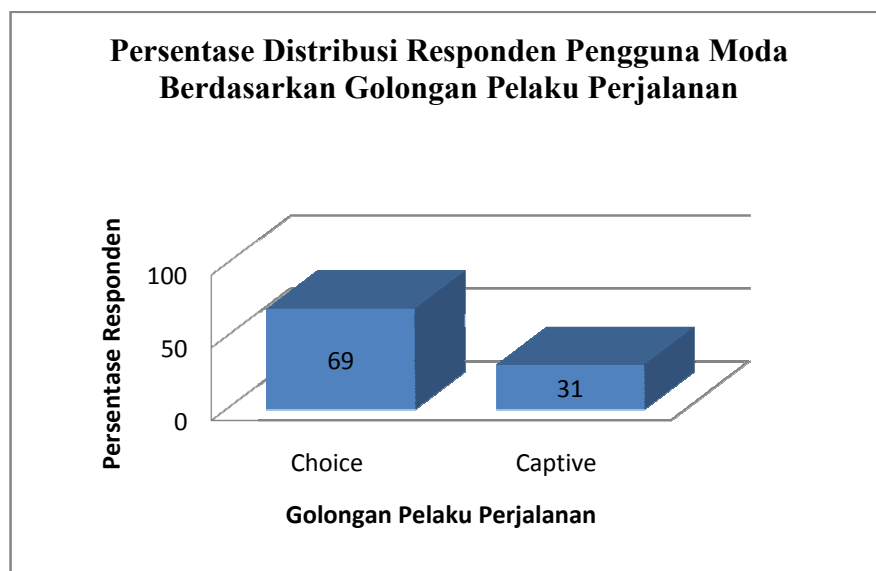 Persentase Distribusi Responden Pengguna Moda
Berdasarkan Golongan Pelaku Perjalanan
Persentase Responden
100
50
0
69
31
Choice
Captive
Golongan Pelaku Perjalanan